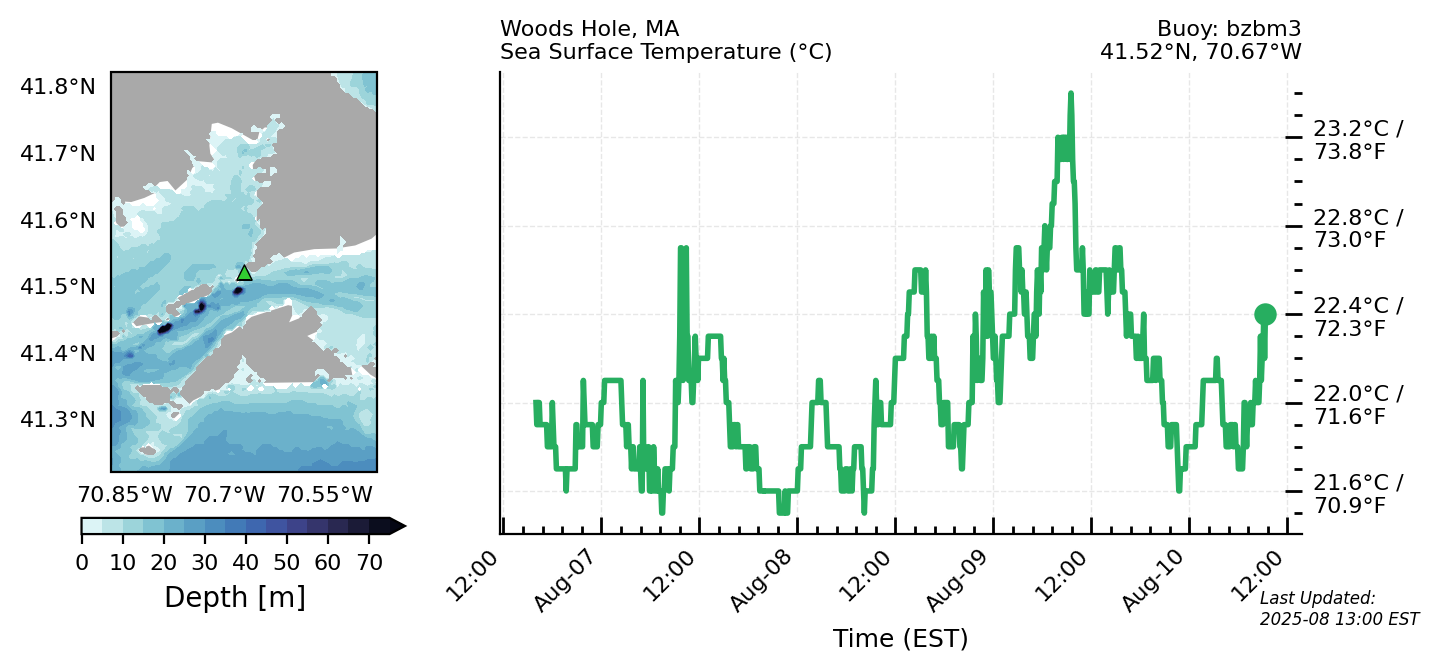 Woods Hole, MA
Sea Surface Temperature (°C)
Buoy: bzbm3
41.52°N, 70.67°W
41.8°N
41.7°N
41.6°N
41.5°N
41.4°N
41.3°N
70.85°W 70.7°W 70.55°W
0 10 20 30 40 50 60 70
Depth [m]
23.2°C /
73.8°F
22.8°C /
73.0°F
22.4°C /
72.3°F
22.0°C /
71.6°F
21.6°C /
70.9°F
12:00 Aug-07 12:00 Aug-08 12:00 Aug-09 12:00 Aug-10 12:00
Time (EST)
Last Updated:
2025-08 13:00 EST